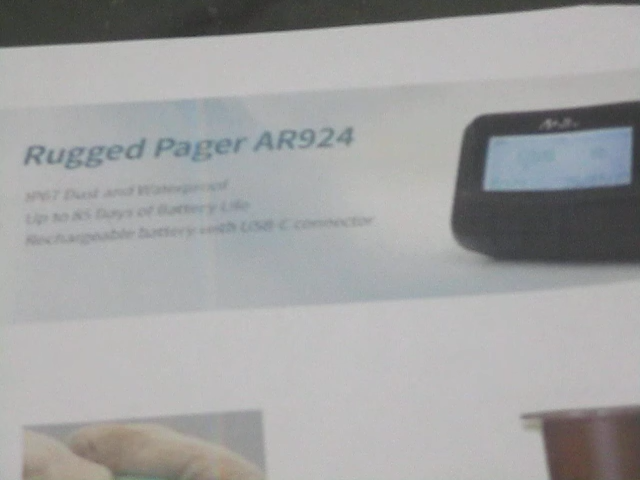 Rugged Pager AR924
IP67 Dust and Waterproof
Up to 85 Days of Battery Life
Rechargeable battery with USB-C connector